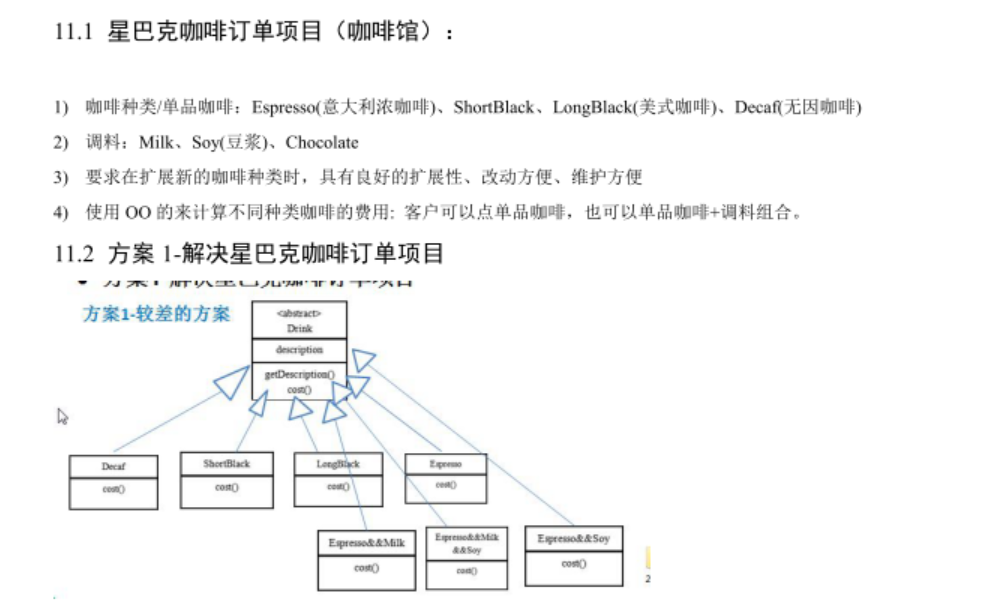 11.1 星巴克咖啡订单项目（咖啡馆）：
1) 咖啡种类/单品咖啡：Espresso(意大利浓咖啡)、ShortBlack、LongBlack(美式咖啡)、Decaf(无因咖啡)
2) 调料：Milk、Soy(豆浆)、Chocolate
3) 要求在扩展新的咖啡种类时，具有良好的扩展性、改动方便、维护方便
4) 使用 OO 的来计算不同种类咖啡的费用: 客户可以点单品咖啡，也可以单品咖啡+调料组合。
11.2 方案 1-解决星巴克咖啡订单项目
方案1-较差的方案
<abstract>
Drink
description
getDescription()
cost()
Decaf
cost()
ShortBlack
cost()
LongBlack
cost()
Espresso
cost()
Espresso&&Milk
cost()
Espresso&&Milk
&&Soy
cost()
Espresso&&Soy
cost()
2